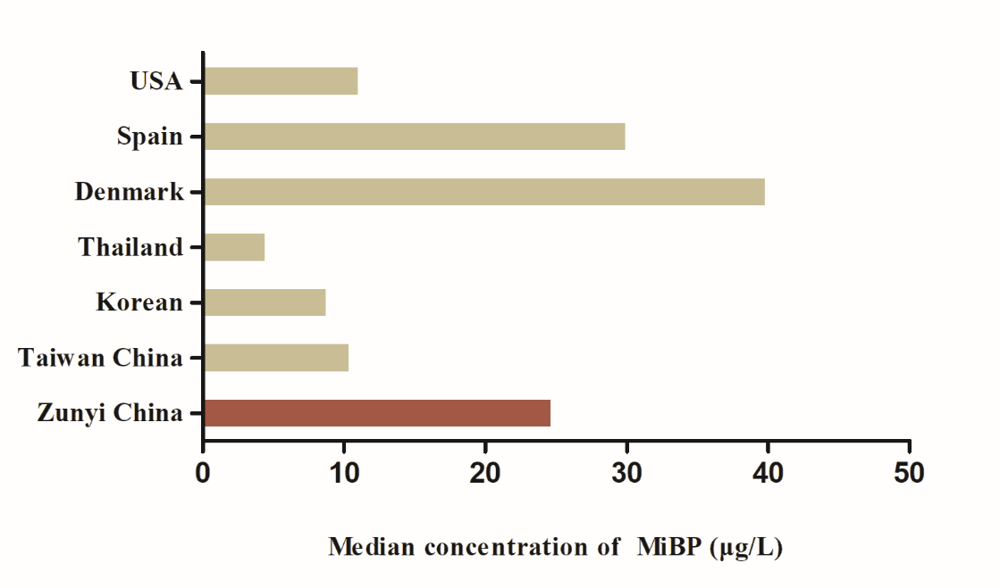 USA
Spain
Denmark
Thailand
Korean
Taiwan China
Zunyi China
0 10 20 30 40 50
Median concentration of MiBP (μg/L)